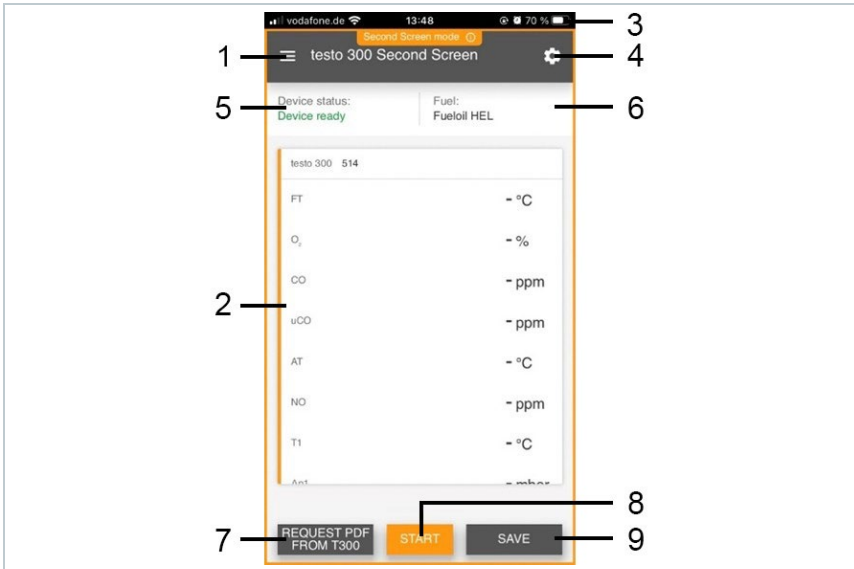 vodafone.de 13:48 70 % 3
Second Screen mode
1 testo 300 Second Screen 4
Device status: Fuel:
5 Device ready Fueloil HEL 6
testo 300 514
FT - °C
O₂ - %
CO - ppm
2
uCO - ppm
AT - °C
NO - ppm
T1 - °C
8
REQUEST PDF
7 FROM T300 START SAVE 9